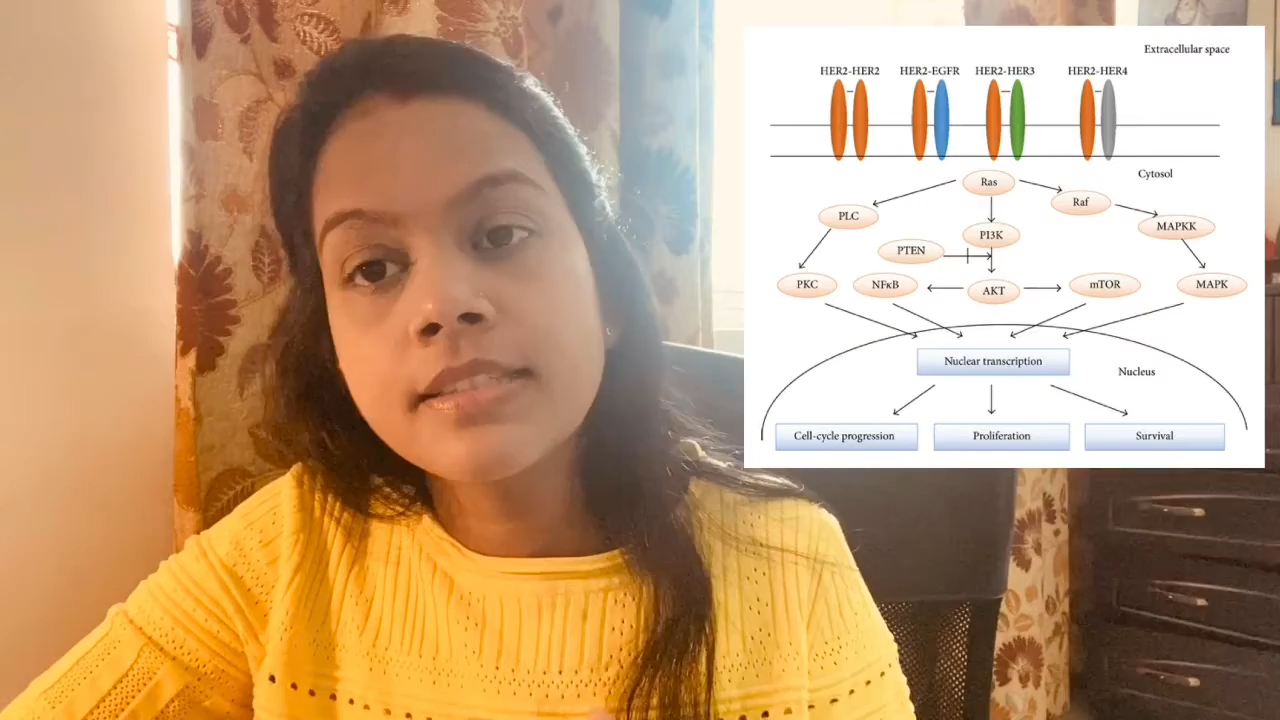 Extracellular space
HER2-HER2 HER2-EGFR HER2-HER3 HER2-HER4
Cytosol
Ras
Raf
PLC
MAPKK
PI3K
PTEN
PKC NFκB AKT mTOR MAPK
Nuclear transcription
Nucleus
Cell-cycle progression Proliferation Survival